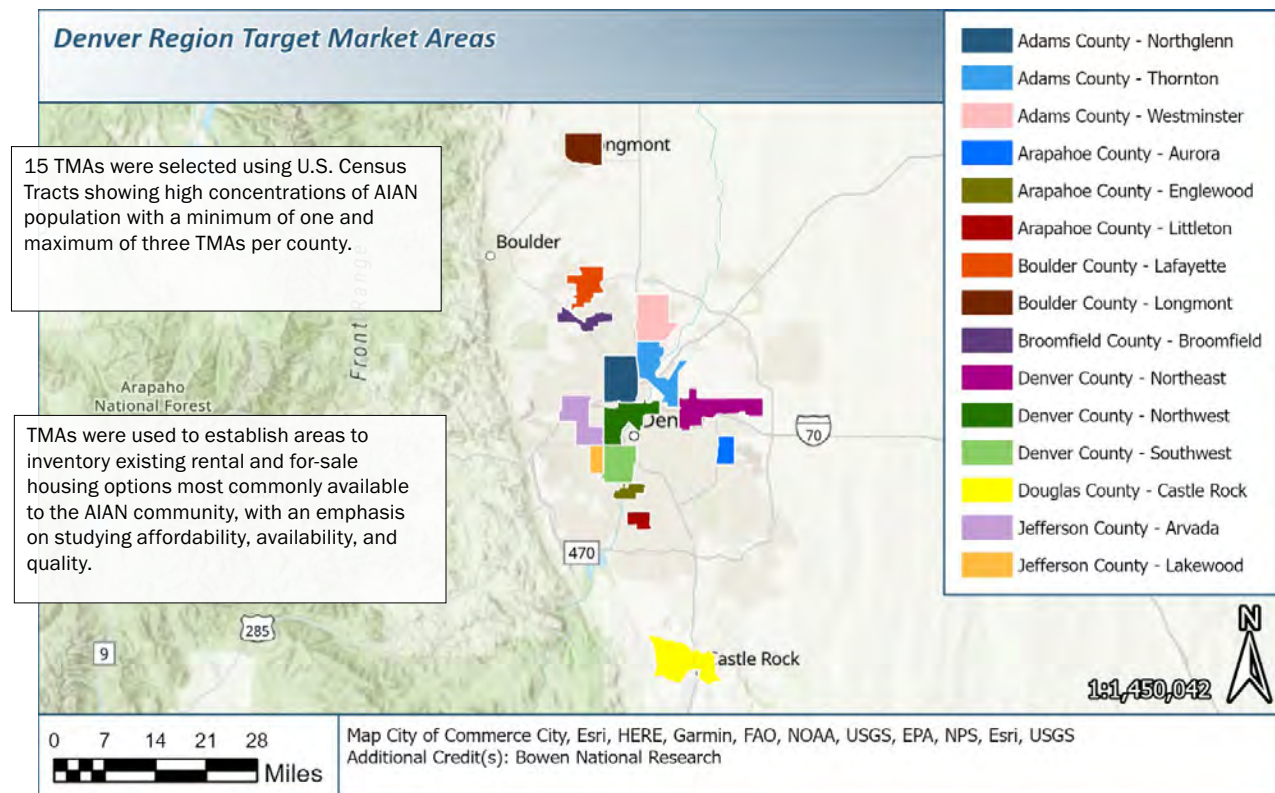 Denver Region Target Market Areas
15 TMAs were selected using U.S. Census
Tracts showing high concentrations of AIAN
population with a minimum of one and
maximum of three TMAs per county.
TMAs were used to establish areas to
inventory existing rental and for-sale
housing options most commonly available
to the AIAN community, with an emphasis
on studying affordability, availability, and
quality.
ongmont
Boulder
Front Range
Arapaho
National Forest
Den
70
470
285
9
astle Rock
Adams County - Northglenn
Adams County - Thornton
Adams County - Westminster
Arapahoe County - Aurora
Arapahoe County - Englewood
Arapahoe County - Littleton
Boulder County - Lafayette
Boulder County - Longmont
Broomfield County - Broomfield
Denver County - Northeast
Denver County - Northwest
Denver County - Southwest
Douglas County - Castle Rock
Jefferson County - Arvada
Jefferson County - Lakewood
N
1:1,450,042
0 7 14 21 28
Miles
Map City of Commerce City, Esri, HERE, Garmin, FAO, NOAA, USGS, EPA, NPS, Esri, USGS
Additional Credit(s): Bowen National Research